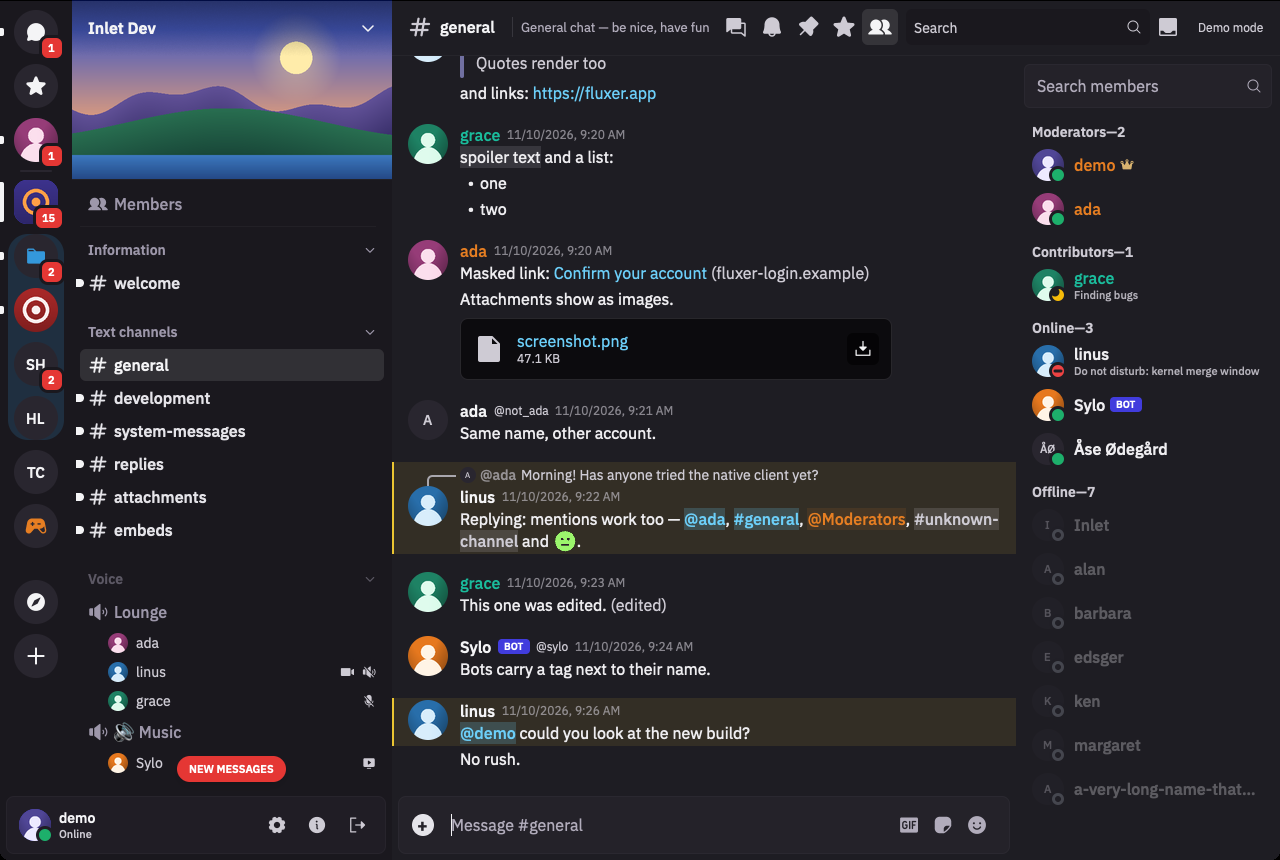 1
1
15
2
SH
2
HL
TC
Inlet Dev
Members
Information
# welcome
Text channels
# general
# development
# system-messages
# replies
# attachments
# embeds
Voice
Lounge
ada
linus
grace
Music
Sylo
NEW MESSAGES
demo
Online
# general
General chat — be nice, have fun
Search
Demo mode
Quotes render too
and links: https://fluxer.app
grace 11/10/2026, 9:20 AM
spoiler text and a list:
• one
• two
ada 11/10/2026, 9:20 AM
Masked link: Confirm your account (fluxer-login.example)
Attachments show as images.
screenshot.png
47.1 KB
A
ada @not_ada 11/10/2026, 9:21 AM
Same name, other account.
A @ada Morning! Has anyone tried the native client yet?
linus 11/10/2026, 9:22 AM
Replying: mentions work too — @ada, #general, @Moderators, #unknown-
channel and 😐.
grace 11/10/2026, 9:23 AM
This one was edited. (edited)
Sylo BOT @sylo 11/10/2026, 9:24 AM
Bots carry a tag next to their name.
linus 11/10/2026, 9:26 AM
@demo could you look at the new build?
No rush.
Message #general
GIF
Search members
Moderators—2
demo
ada
Contributors—1
grace
Finding bugs
Online—3
linus
Do not disturb: kernel merge window
Sylo BOT
ÅØ Åse Ødegård
Offline—7
I Inlet
A alan
B barbara
E edsger
K ken
M margaret
A a-very-long-name-that...